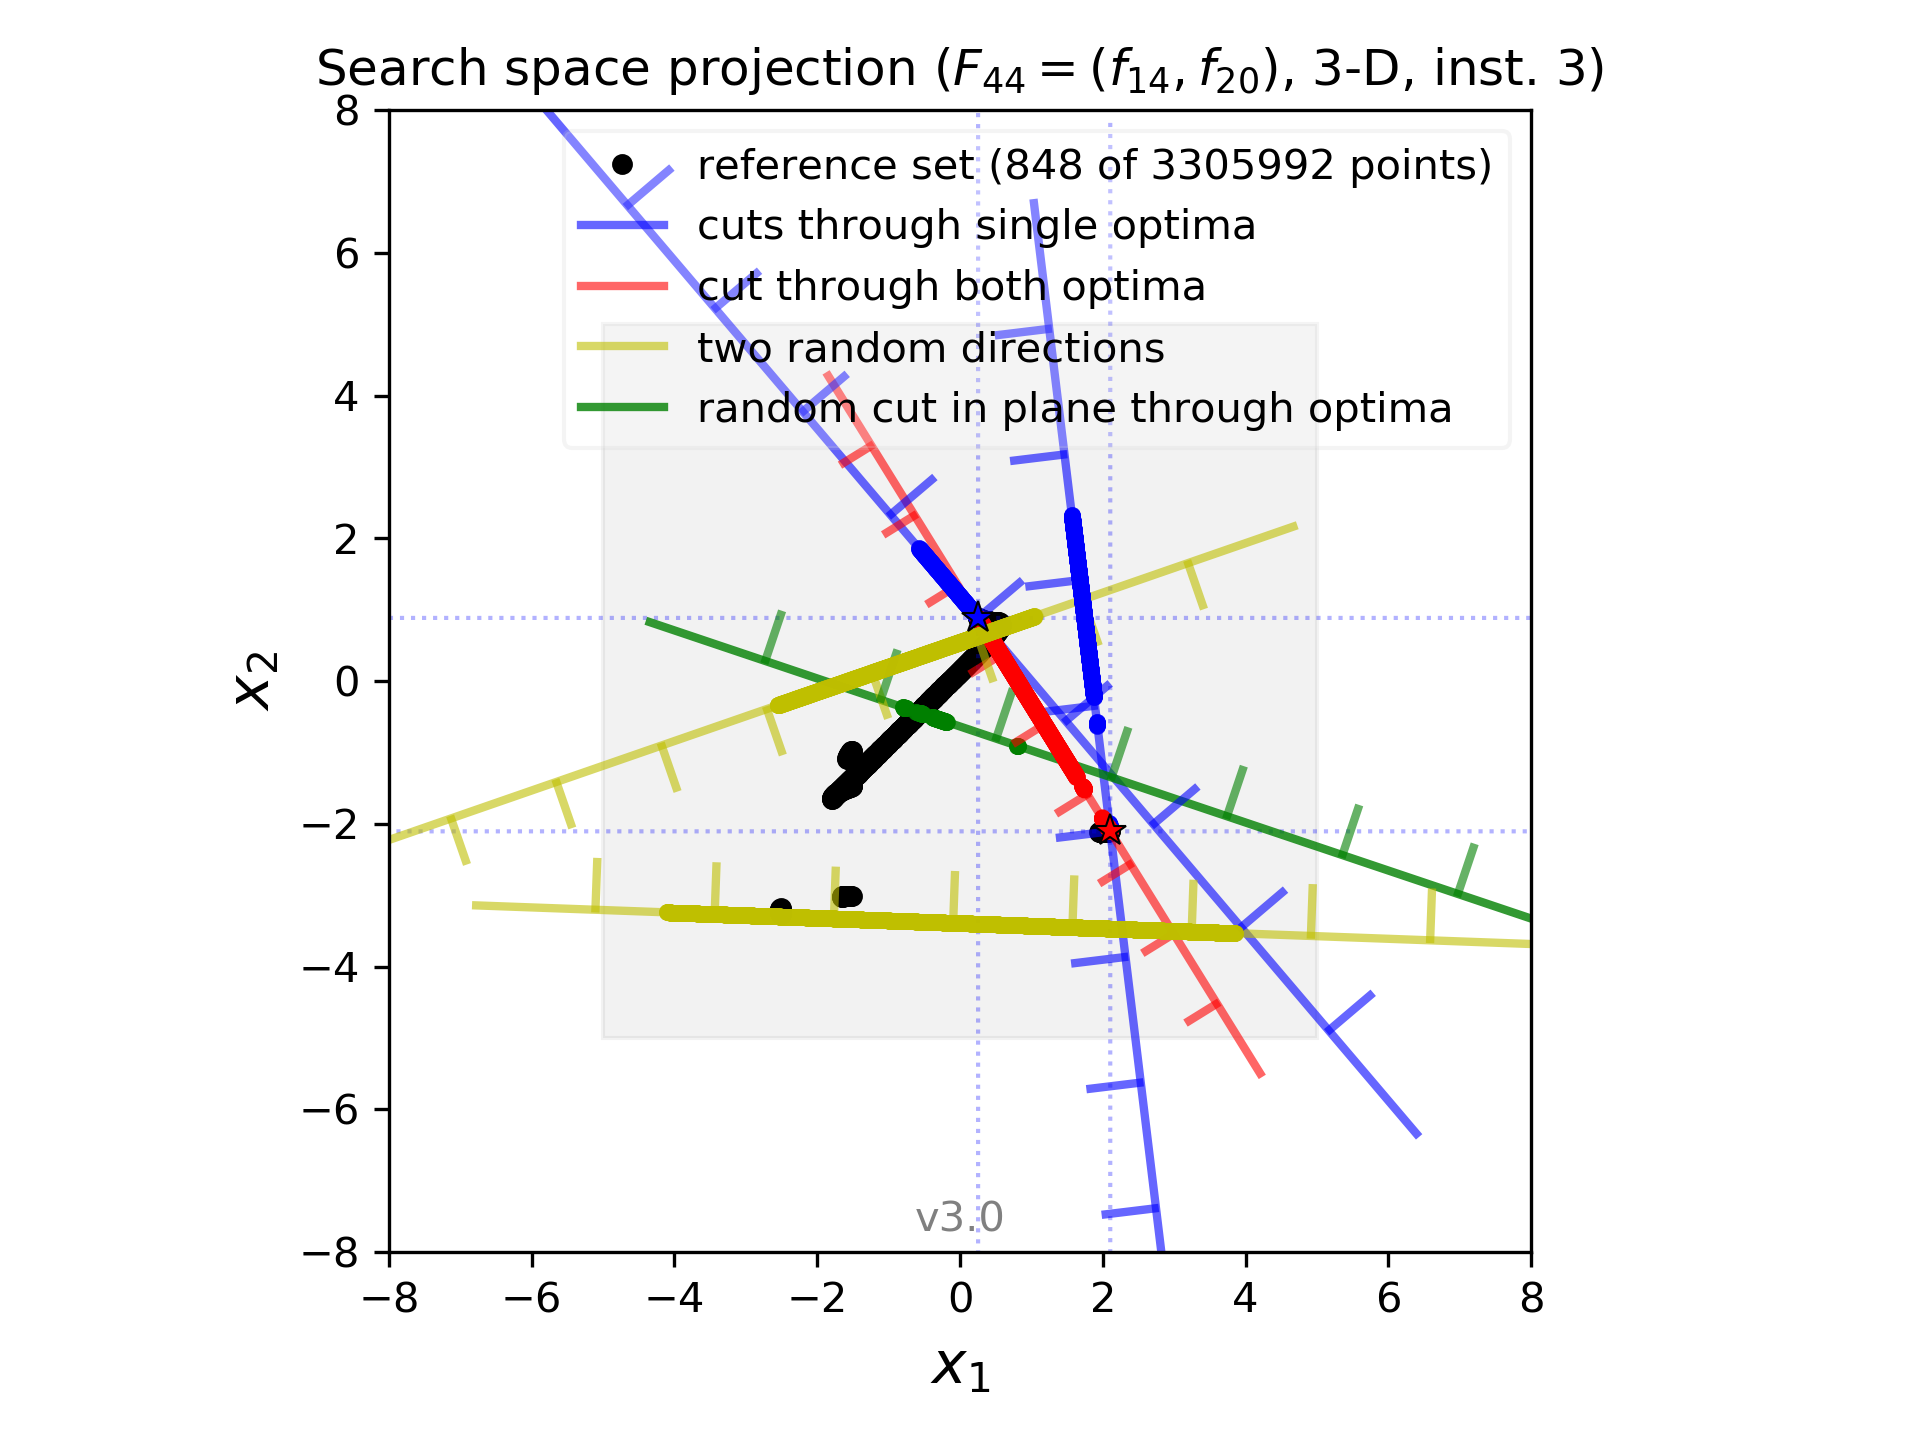 Search space projection (F44 = (f14, f20), 3-D, inst. 3)
reference set (848 of 3305992 points)
cuts through single optima
cut through both optima
two random directions
random cut in plane through optima
8
6
4
2
0
−2
−4
−6
−8
x2
v3.0
−8 −6 −4 −2 0 2 4 6 8
x1